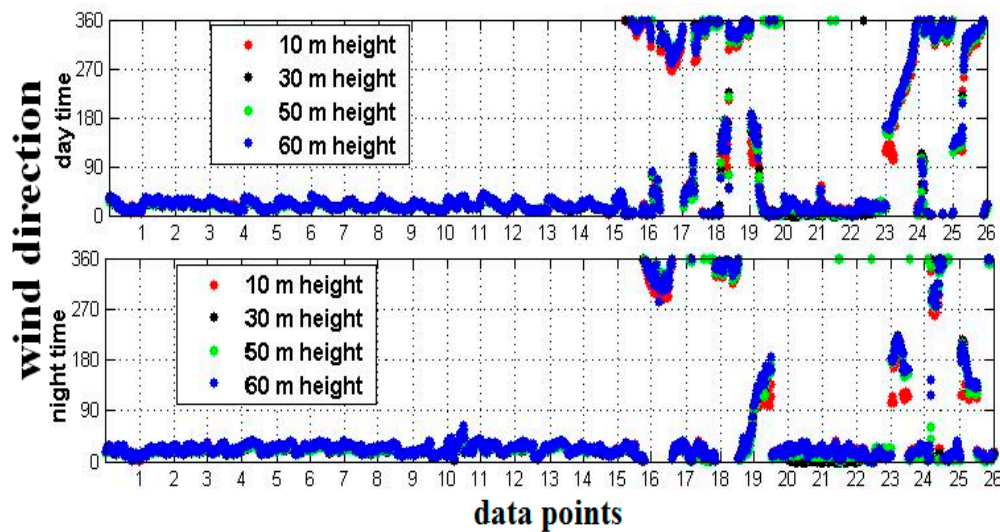 wind direction
day time
360
270
180
90
0
10 m height
30 m height
50 m height
60 m height
1 2 3 4 5 6 7 8 9 10 11 12 13 14 15 16 17 18 19 20 21 22 23 24 25 26
night time
360
270
180
90
0
10 m height
30 m height
50 m height
60 m height
1 2 3 4 5 6 7 8 9 10 11 12 13 14 15 16 17 18 19 20 21 22 23 24 25 26
data points